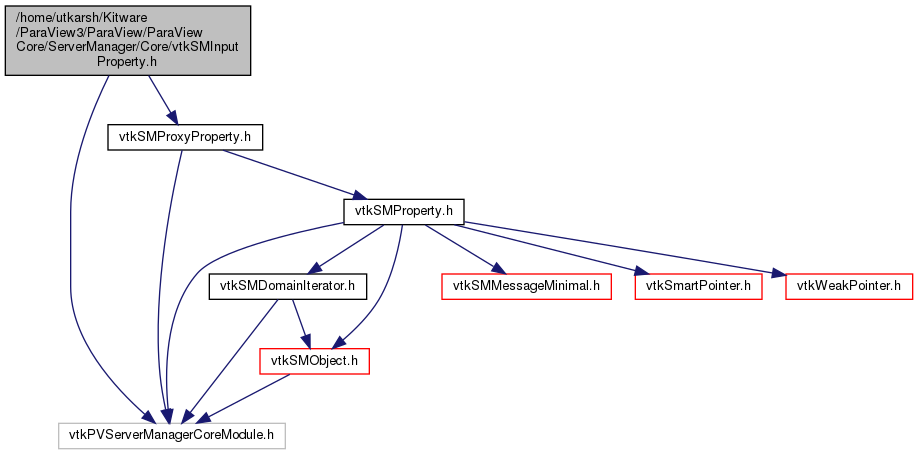 /home/utkarsh/Kitware
/ParaView3/ParaView/ParaView
Core/ServerManager/Core/vtkSMInput
Property.h
vtkSMProxyProperty.h
vtkSMProperty.h
vtkSMDomainIterator.h
vtkSMMessageMinimal.h
vtkSmartPointer.h
vtkWeakPointer.h
vtkSMObject.h
vtkPVServerManagerCoreModule.h